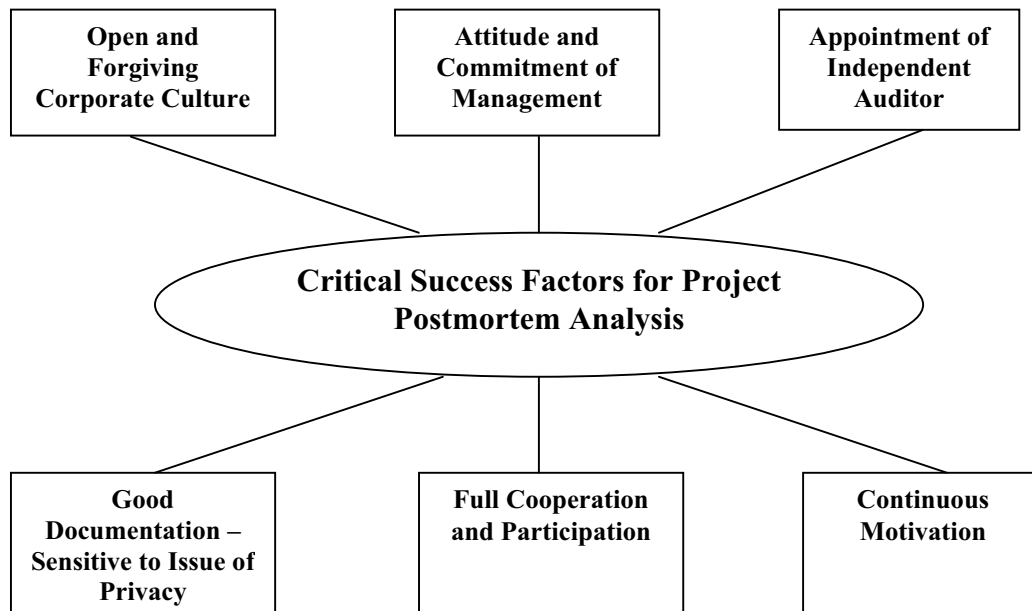 Open and
Forgiving
Corporate Culture
Attitude and
Commitment of
Management
Appointment of
Independent
Auditor
Critical Success Factors for Project
Postmortem Analysis
Good
Documentation –
Sensitive to Issue of
Privacy
Full Cooperation
and Participation
Continuous
Motivation